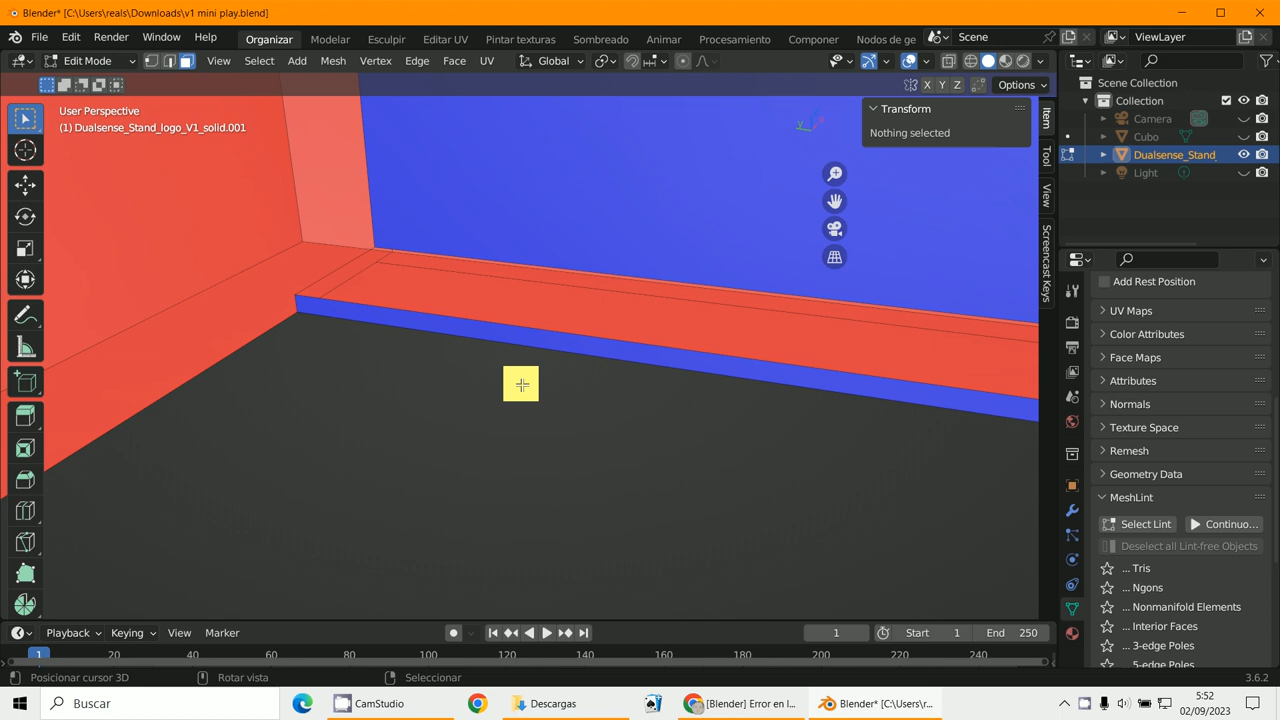 Blender* [C:\Users\reals\Downloads\v1 mini play.blend]
File Edit Render Window Help Organizar Modelar Esculpir Editar UV Pintar texturas Sombreado Animar Procesamiento Componer Nodos de ge Scene ViewLayer
Edit Mode View Select Add Mesh Vertex Edge Face UV Global
X Y Z Options
User Perspective
(1) Dualsense_Stand_logo_V1_solid.001
Transform
Nothing selected
y
Item
Tool
View
Screencast Keys
Scene Collection
Collection
Camera
Cubo
Dualsense_Stand_
Light
Add Rest Position
UV Maps
Color Attributes
Face Maps
Attributes
Normals
Texture Space
Remesh
Geometry Data
MeshLint
Select Lint Continuo...
Deselect all Lint-free Objects
... Tris
... Ngons
... Nonmanifold Elements
... Interior Faces
... 3-edge Poles
... 5-edge Poles
Playback Keying View Marker 1 Start 1 End 250
1 20 40 60 80 100 120 140 160 180 200 220 240
Posicionar cursor 3D Rotar vista Seleccionar 3.6.2
Buscar CamStudio Descargas [Blender] Error en l... Blender* [C:\Users\r...
5:52
02/09/2023